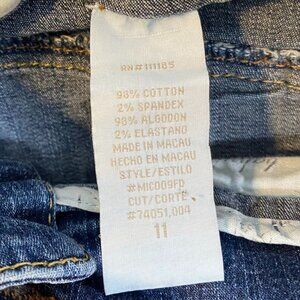 RN#111185
98% COTTON
2% SPANDEX
98% ALGODON
2% ELASTANO
MADE IN MACAU
HECHO EN MACAU
STYLE/ESTILO
#MIC009FD
CUT/CORTE
#74051,004
11